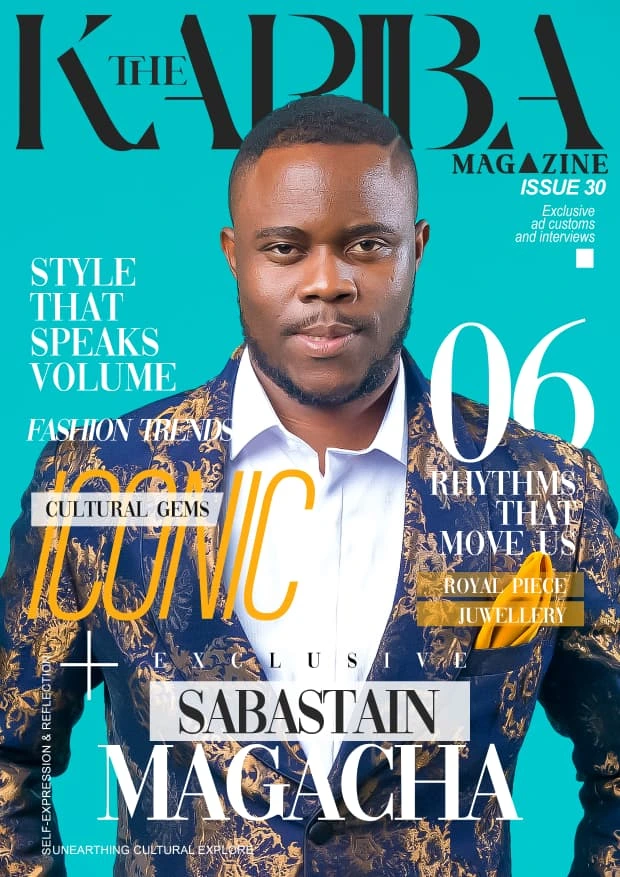 THE
KARIBA
MAGAZINE
ISSUE 30
Exclusive
ad customs
and interviews
STYLE
THAT
SPEAKS
VOLUME
FASHION TRENDS
ICONIC
CULTURAL GEMS
06
RHYTHMS
THAT
MOVE US
ROYAL PIECE
JUWELLERY
EXCLUSIVE
SABASTAIN
MAGACHA
SELF-EXPRESSION & REFLECTION
UNEARTHING CULTURAL EXPLORE